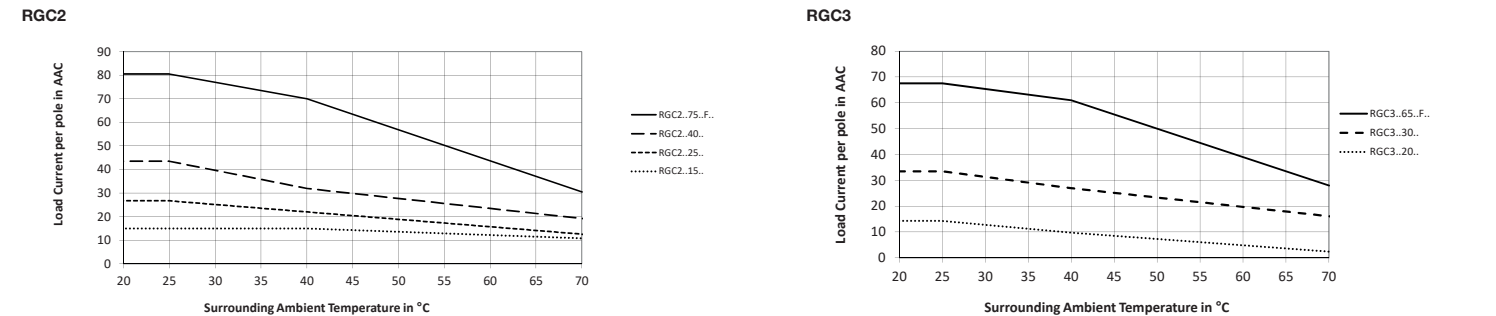 RGC2
Load Current per pole in AAC
90
80
70
60
50
40
30
20
10
0
20 25 30 35 40 45 50 55 60 65 70
Surrounding Ambient Temperature in °C
RGC2..75..F..
RGC2..40..
RGC2..25..
RGC2..15..
RGC3
Load Current per pole in AAC
80
70
60
50
40
30
20
10
0
20 25 30 35 40 45 50 55 60 65 70
Surrounding Ambient Temperature in °C
RGC3..65..F..
RGC3..30..
RGC3..20..